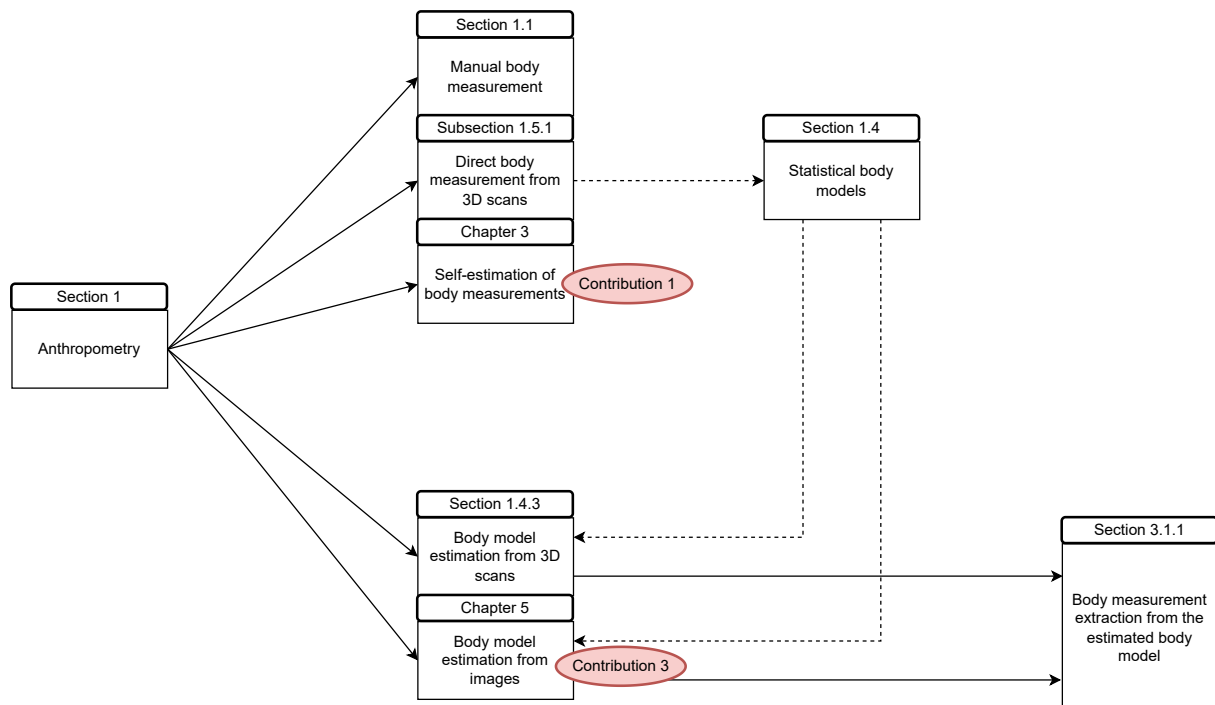 Section 1.1
Manual body
measurement
Subsection 1.5.1
Direct body
measurement from
3D scans
Section 1.4
Statistical body
models
Chapter 3
Self-estimation of
body measurements
Contribution 1
Section 1
Anthropometry
Section 1.4.3
Body model
estimation from 3D
scans
Chapter 5
Body model
estimation from
images
Contribution 3
Section 3.1.1
Body measurement
extraction from the
estimated body
model